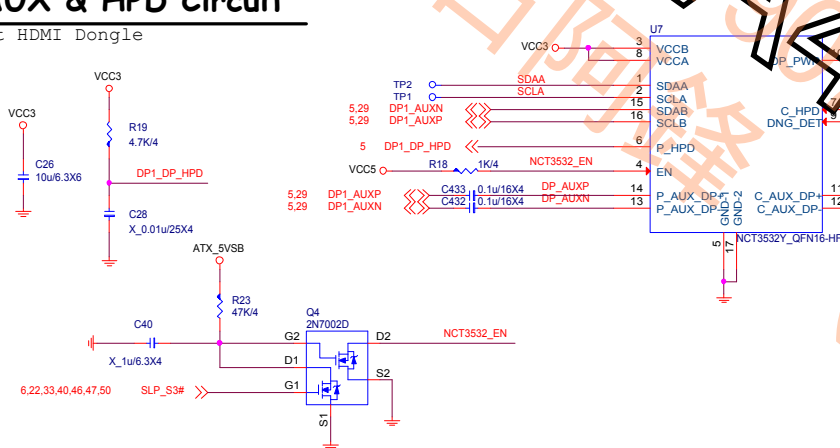 AUX & HPD Circuit
HDMI Dongle
U7
VCC3 3 VCCB
8 VCCA
DP_PW
TP2 SDAA 1 SDAA
TP1 SCLA 2 SCLA
5,29 DP1_AUXN 15 SDAB
5,29 DP1_AUXP 16 SCLB
C_HPD 7
DNG_DET 9
5 DP1_DP_HPD 6 P_HPD
VCC5 R18 1K/4 NCT3532_EN 4 EN
5,29 DP1_AUXP C433 0.1u/16X4 DP_AUXP 14 P_AUX_DP+ C_AUX_DP+ 11
5,29 DP1_AUXN C432 0.1u/16X4 DP_AUXN 13 P_AUX_DP- C_AUX_DP- 12
GND-1
GND-2
5
17
NCT3532Y_QFN16-HF
VCC3
VCC3
R19
4.7K/4
C26
10u/6.3X6
DP1_DP_HPD
C28
X_0.01u/25X4
ATX_5VSB
R23
47K/4
Q4
2N7002D
C40
X_1u/6.3X4
G2
D2
NCT3532_EN
D1
S2
6,22,33,40,46,47,50 SLP_S3# G1
S1